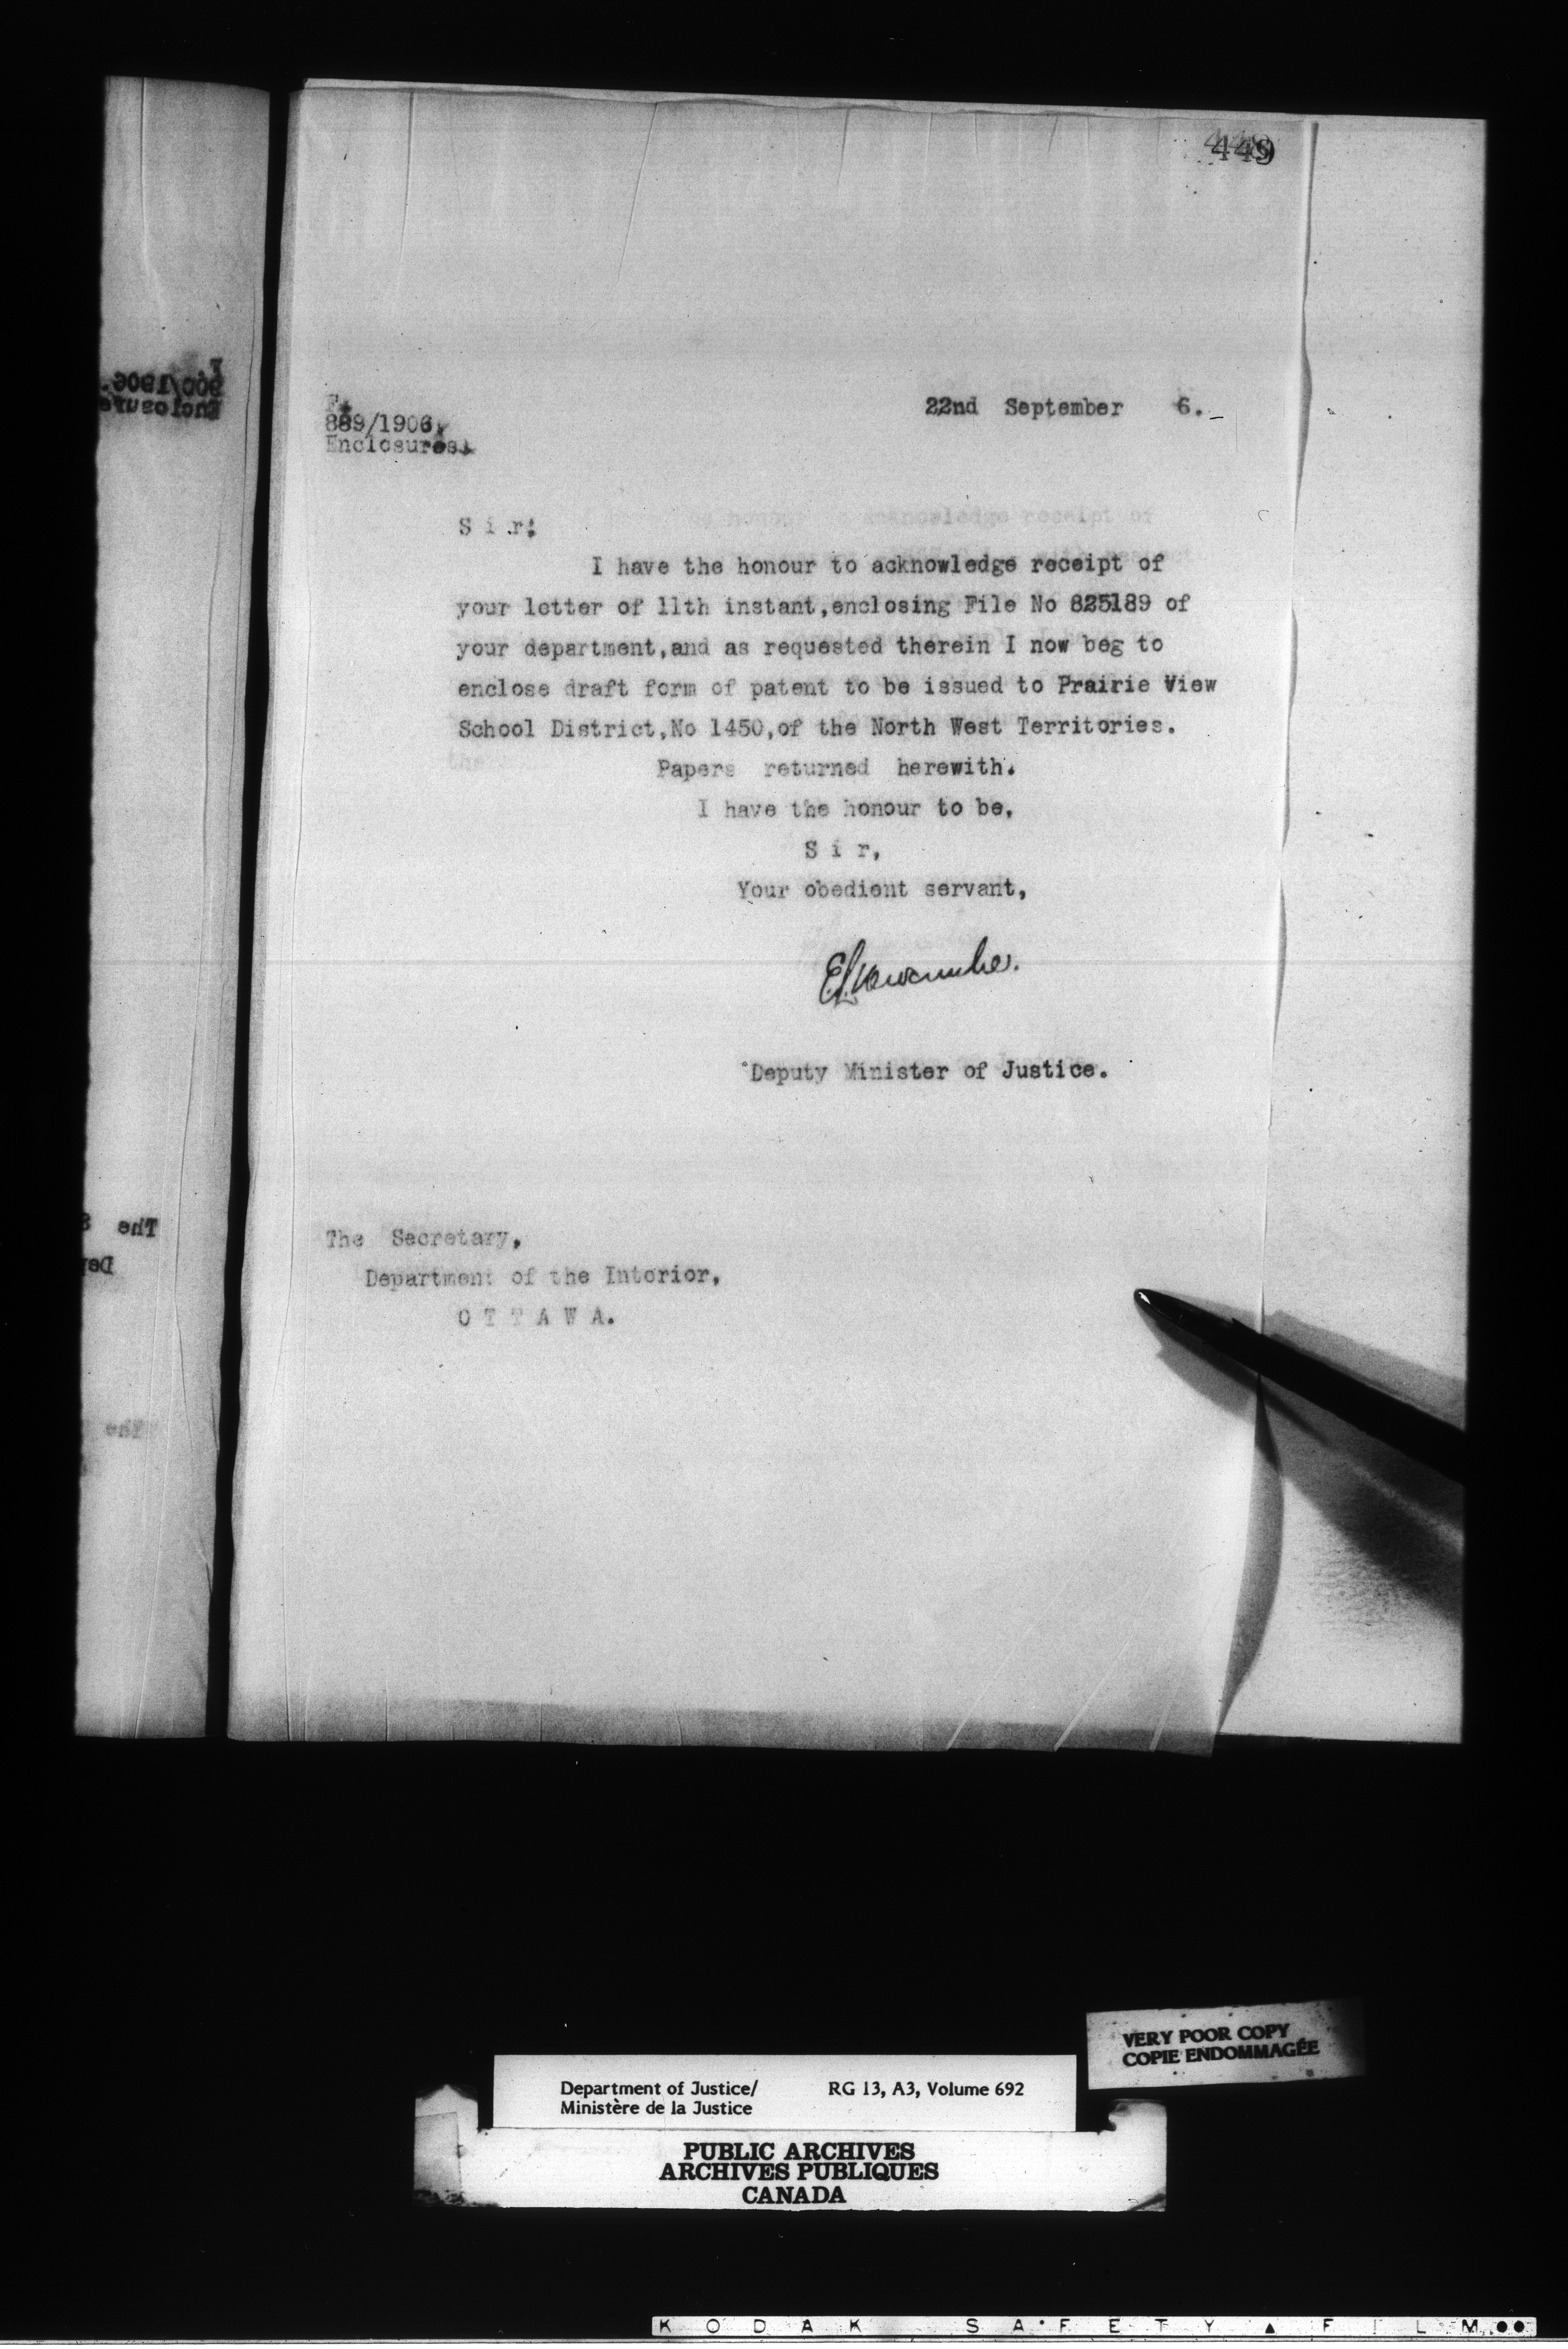 449
F.
889/1906.
Enclosures.
22nd September 6.
S i r:
I have the honour to acknowledge receipt of
your letter of 11th instant,enclosing File No 825189 of
your department,and as requested therein I now beg to
enclose draft form of patent to be issued to Prairie View
School District,No 1450,of the North West Territories.
Papers returned herewith.
I have the honour to be,
S i r,
Your obedient servant,
E.L.Newcombe.
Deputy Minister of Justice.
The Secretary,
Department of the Interior,
O T T A W A.
VERY POOR COPY
COPIE ENDOMMAGÉE
Department of Justice/ RG 13, A3, Volume 692
Ministère de la Justice
PUBLIC ARCHIVES
ARCHIVES PUBLIQUES
CANADA
KODAK SAFETY ▲ FILM